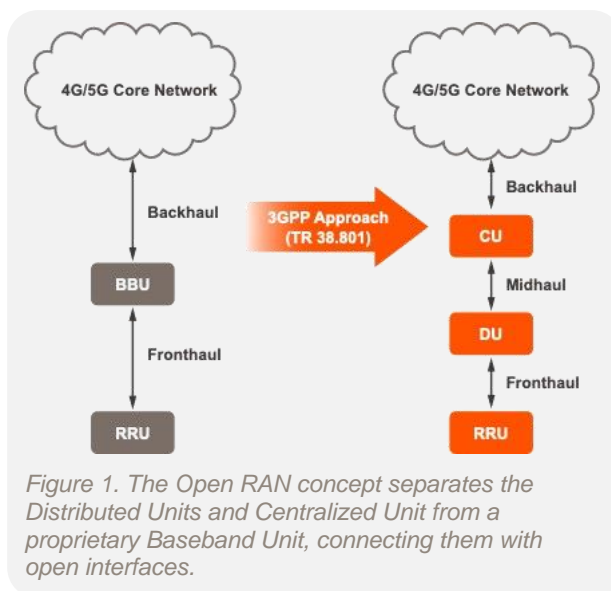 4G/5G Core Network
Backhaul
BBU
Fronthaul
RRU
3GPP Approach
(TR 38.801)
4G/5G Core Network
Backhaul
CU
Midhaul
DU
Fronthaul
RRU
Figure 1. The Open RAN concept separates the
Distributed Units and Centralized Unit from a
proprietary Baseband Unit, connecting them with
open interfaces.